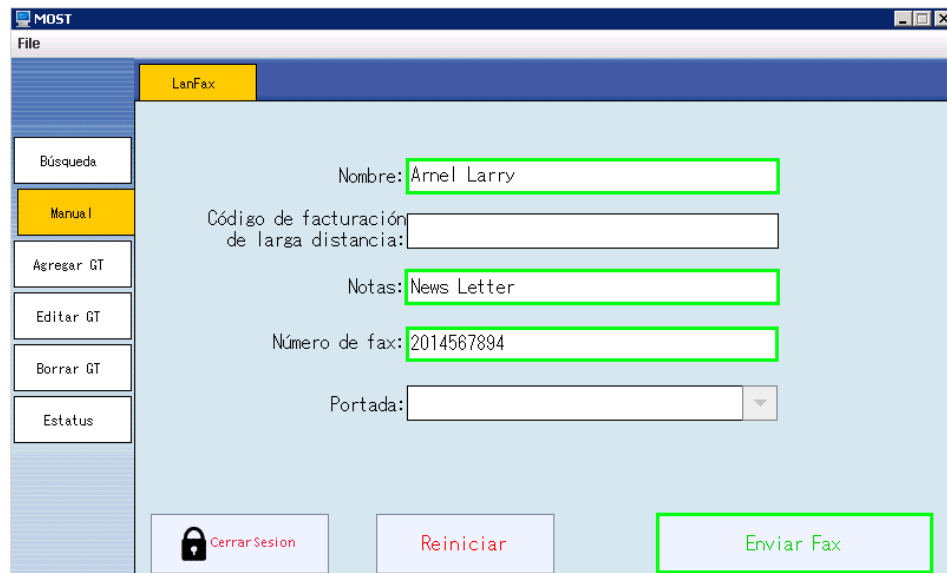 MOST
File
LanFax
Búsqueda
Manual
Agregar GT
Editar GT
Borrar GT
Estatus
Nombre: Arnel Larry
Código de facturación
de larga distancia:
Notas: News Letter
Número de fax: 2014567894
Portada:
Cerrar Sesion
Reiniciar
Enviar Fax